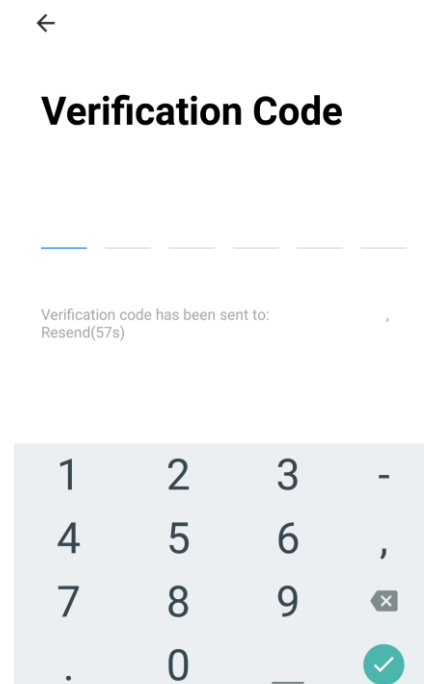 Verification Code
Verification code has been sent to: ,
Resend(57s)
1 2 3 -
4 5 6 ,
7 8 9
. 0 _